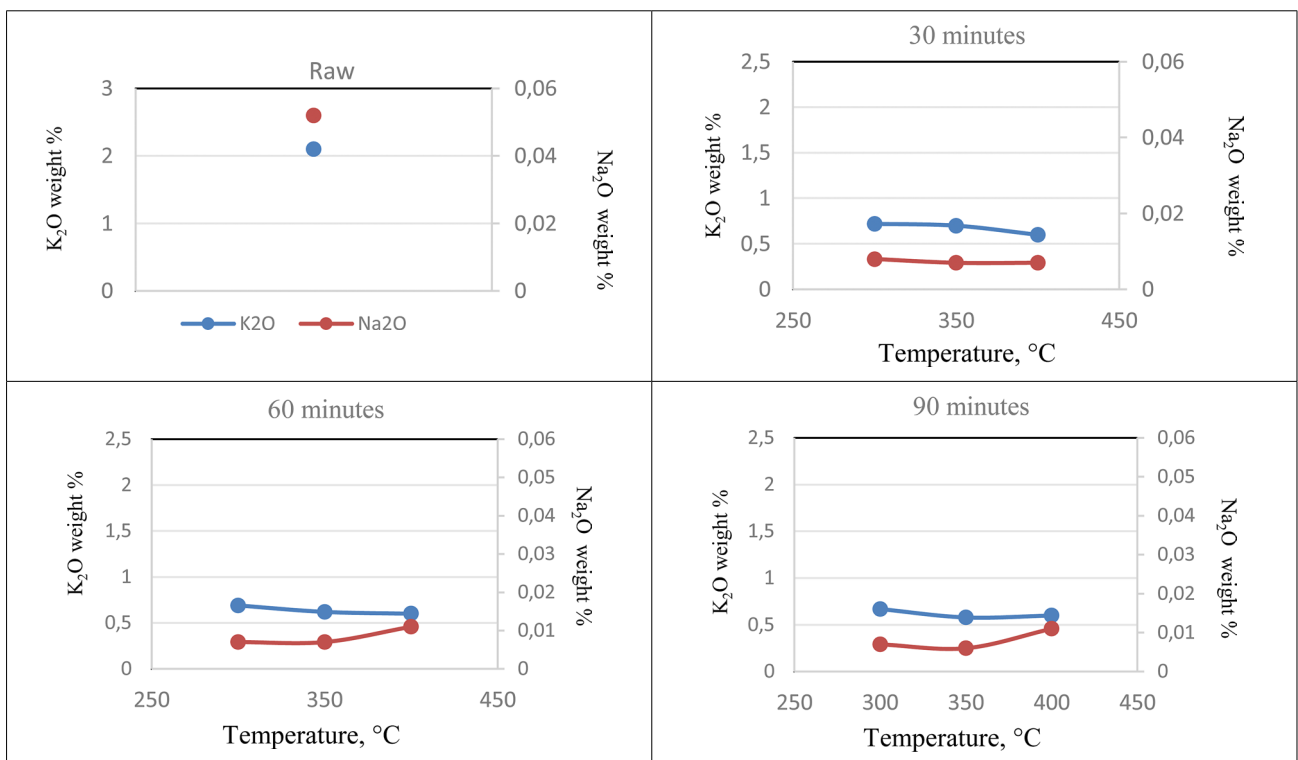 Raw
K₂O weight %
3
2
1
0
0,06
0,04
0,02
0
Na₂O weight %
K2O
Na2O
30 minutes
K₂O weight %
2,5
2
1,5
1
0,5
0
0,06
0,04
0,02
0
Na₂O weight %
250 350 450
Temperature, °C
60 minutes
K₂O weight %
2,5
2
1,5
1
0,5
0
0,06
0,05
0,04
0,03
0,02
0,01
0
Na₂O weight %
250 350 450
Temperature, °C
90 minutes
K₂O weight %
2,5
2
1,5
1
0,5
0
0,06
0,05
0,04
0,03
0,02
0,01
0
Na₂O weight %
250 300 350 400 450
Temperature, °C